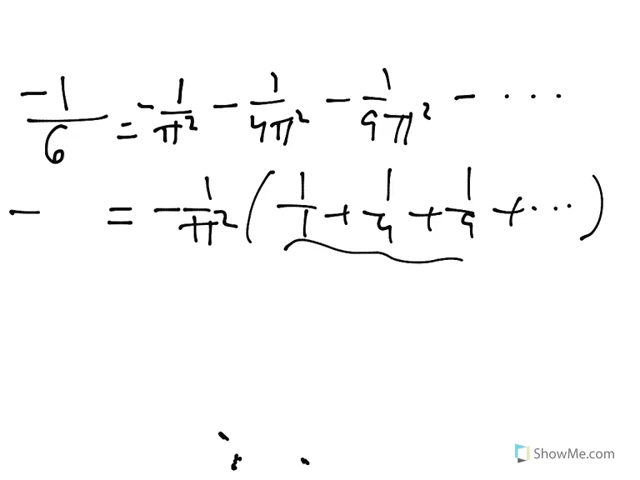 -1/6 = -1/π² - 1/4π² - 1/9π² - ···
- = -1/π² (1/1 + 1/4 + 1/9 + ···)
ShowMe.com